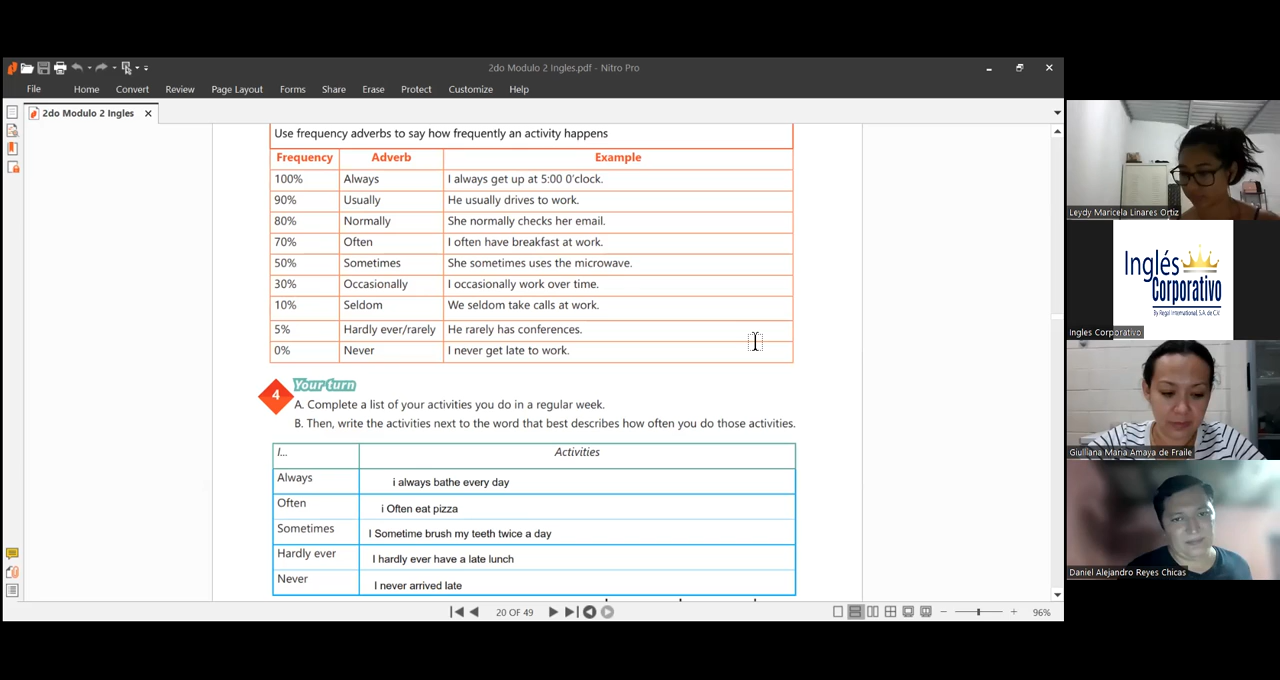 2do Modulo 2 Ingles.pdf - Nitro Pro
File Home Convert Review Page Layout Forms Share Erase Protect Customize Help
2do Modulo 2 Ingles
Use frequency adverbs to say how frequently an activity happens
Frequency Adverb Example
100% Always I always get up at 5:00 0'clock.
90% Usually He usually drives to work.
80% Normally She normally checks her email.
70% Often I often have breakfast at work.
50% Sometimes She sometimes uses the microwave.
30% Occasionally I occasionally work over time.
10% Seldom We seldom take calls at work.
5% Hardly ever/rarely He rarely has conferences.
0% Never I never get late to work.
4 Your turn
A. Complete a list of your activities you do in a regular week.
B. Then, write the activities next to the word that best describes how often you do those activities.
I... Activities
Always i always bathe every day
Often i Often eat pizza
Sometimes I Sometime brush my teeth twice a day
Hardly ever I hardly ever have a late lunch
Never I never arrived late
20 OF 49
96%
Leydy Maricela Linares Ortiz
Inglés
Corporativo
By Regal International, S.A. de C.V.
Ingles Corporativo
Giulliana Maria Amaya de Fraile
Daniel Alejandro Reyes Chicas